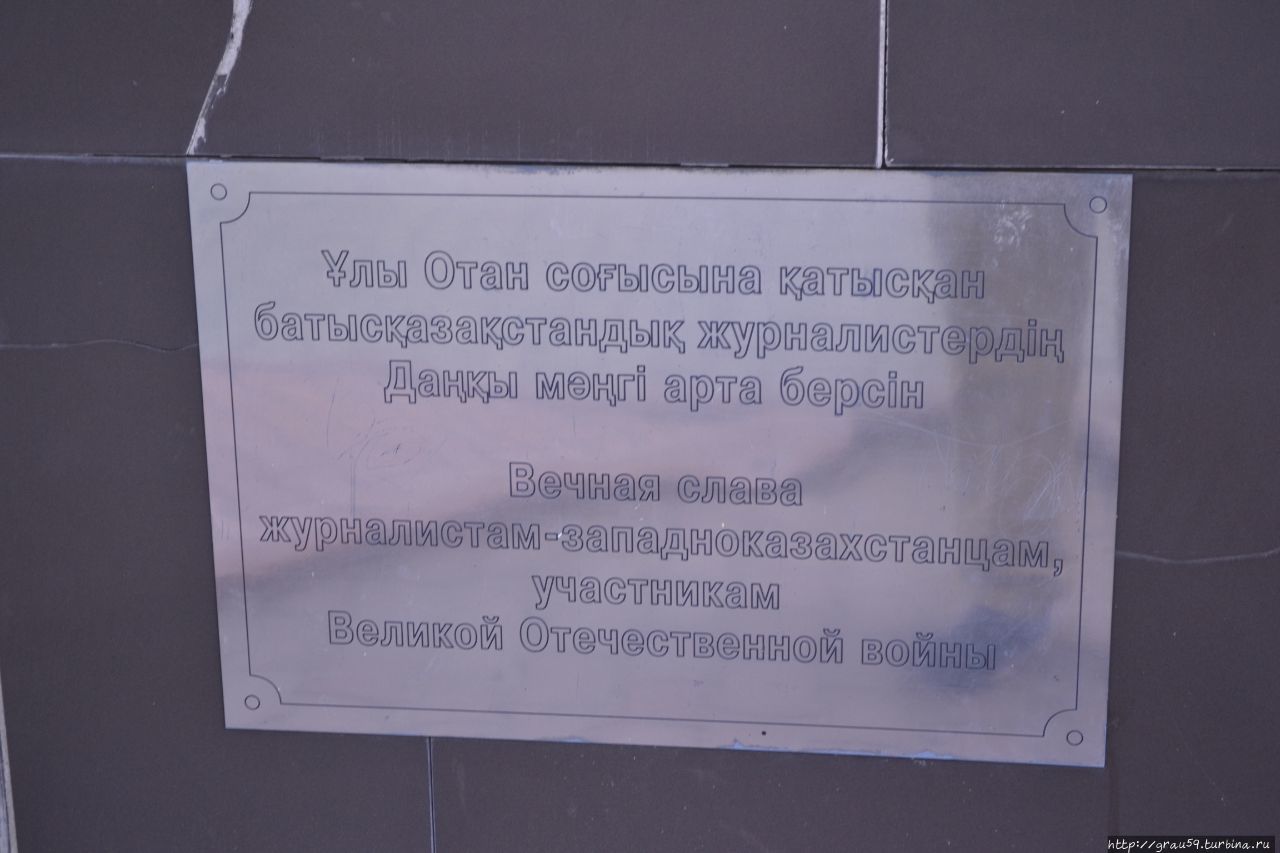 Ұлы Отан соғысына қатысқан
батысқазақстандық журналистердің
Даңқы мәңгі арта берсін
Вечная слава
журналистам-западноказахстанцам,
участникам
Великой Отечественной войны
http://grau59.turbina.ru